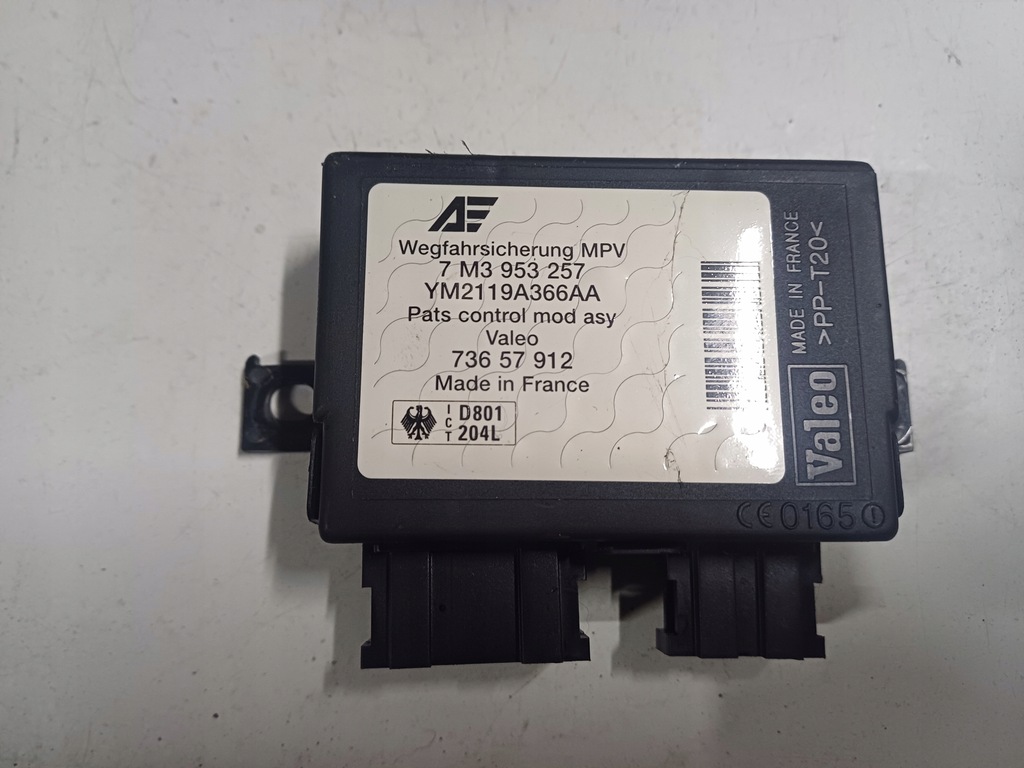 AE
Wegfahrsicherung MPV
7 M3 953 257
YM2119A366AA
Pats control mod asy
Valeo
736 57 912
Made in France
ICT D801
204L
MADE IN FRANCE
>PP-T20<
Valeo
CE0165